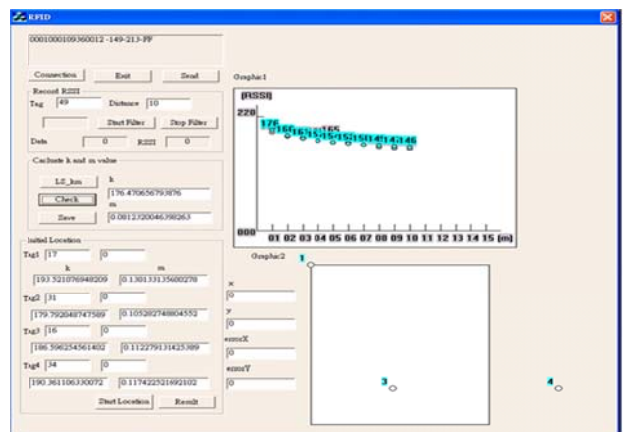 RFID
0001000109360012 -149-213-FF
Connection Exit Send
Record RSSI
Tag 49 Distance 10
Start Filter Stop Filter
Data 0 RSSI 0
Caclaute k and m value
LS_km k
176.470656793876
Check m
Save 0.0812320046398263
Initial Location
Tag1 17 0
k m
193.521076948209 0.130133135600278
Tag2 31 0
179.792048747589 0.105202748804552
Tag3 16 0
186.596254561402 0.112279131425389
Tag4 34 0
190.361106330072 0.117422521692102
Start Location Result
Graphic1
[RSSI]
220
176 165 146
000
01 02 03 04 05 06 07 08 09 10 11 12 13 14 15 [m]
Graphic2
1
x
0
y
0
errorX
0
errorY
0
3 4